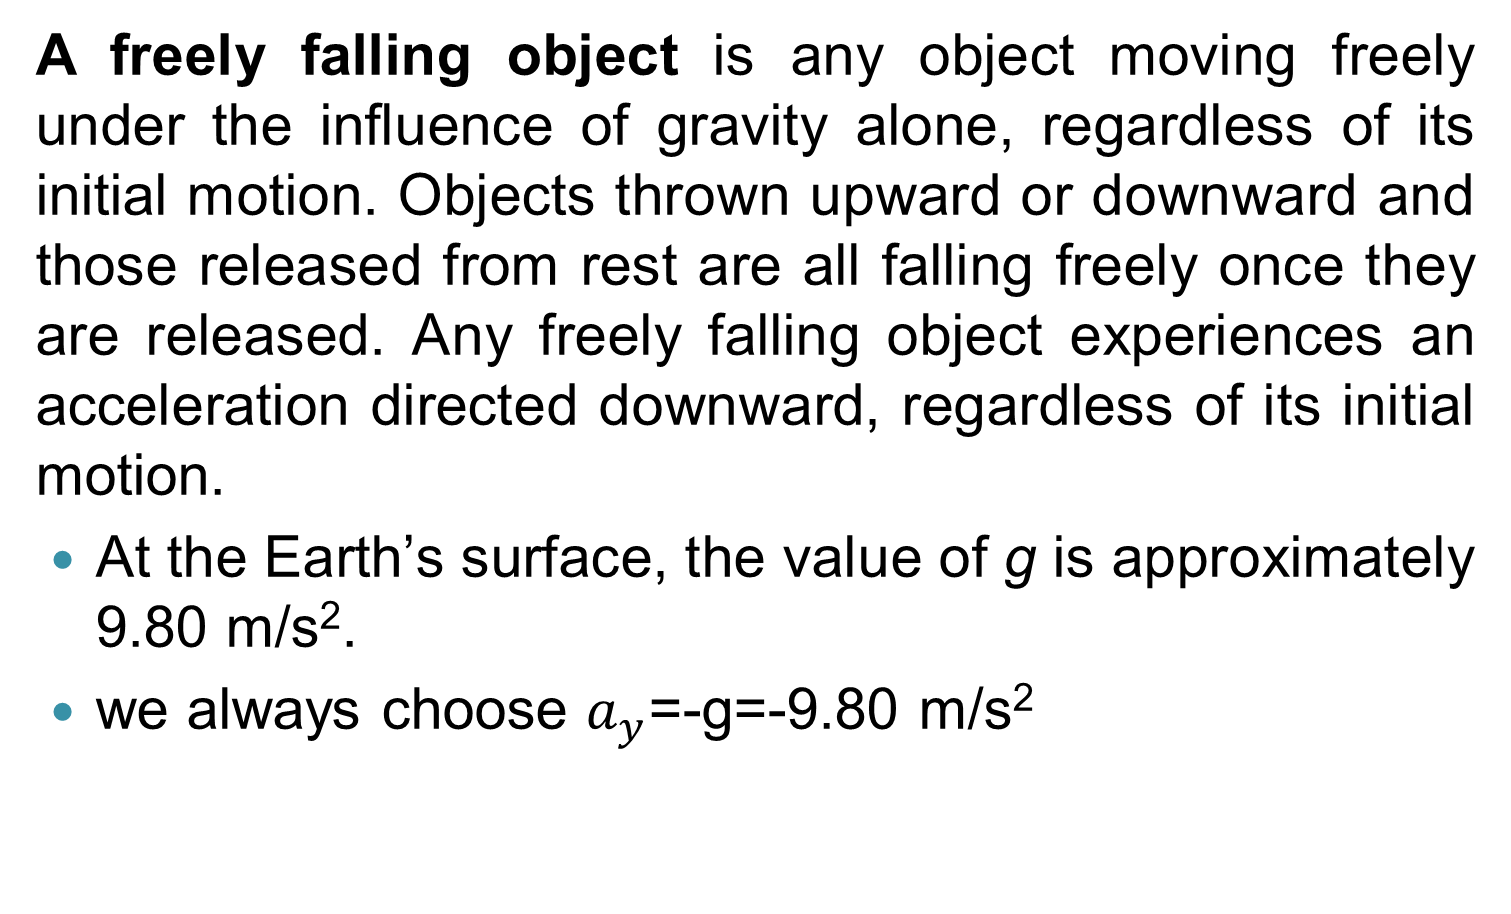 A freely falling object is any object moving freely
under the influence of gravity alone, regardless of its
initial motion. Objects thrown upward or downward and
those released from rest are all falling freely once they
are released. Any freely falling object experiences an
acceleration directed downward, regardless of its initial
motion.
• At the Earth’s surface, the value of g is approximately
9.80 m/s².
• we always choose 𝑎𝑦=-g=-9.80 m/s²